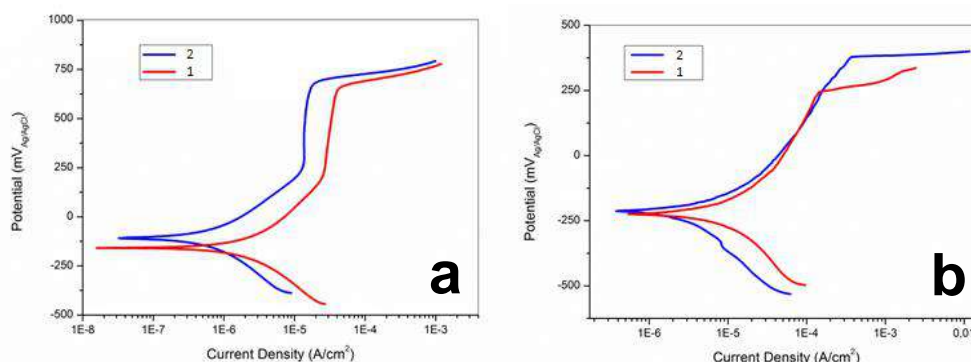 1000
750
500
250
0
-250
-500
Potential (mV Ag/AgCl)
2
1
a
1E-8 1E-7 1E-6 1E-5 1E-4 1E-3
Current Density (A/cm²)
500
250
0
-250
-500
Potential (mV Ag/AgCl)
2
1
b
1E-6 1E-5 1E-4 1E-3 0,01
Current Density (A/cm²)